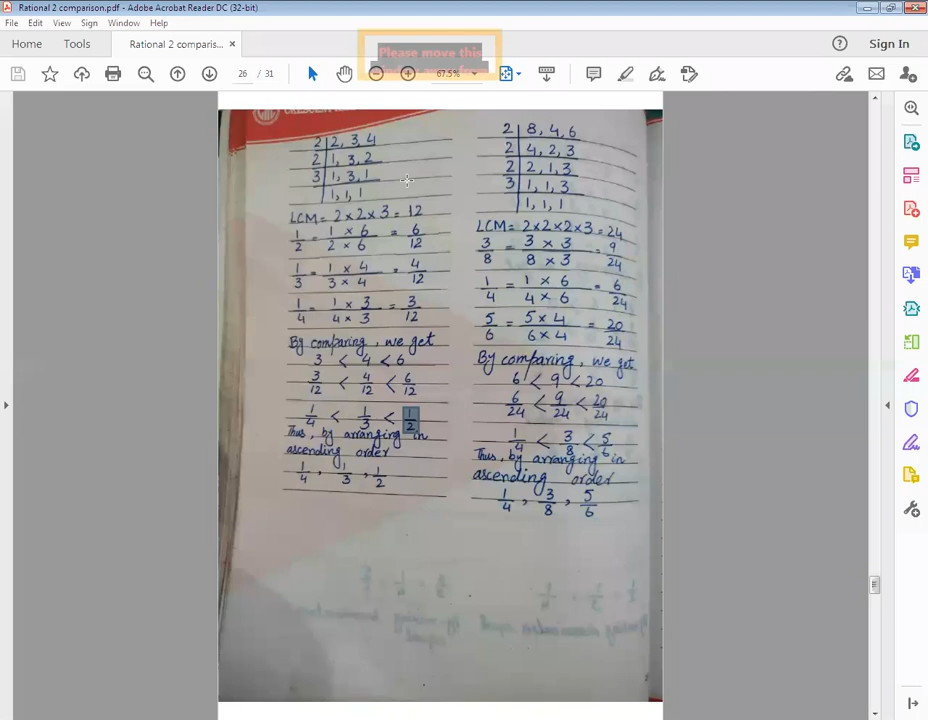 Rational 2 comparison.pdf - Adobe Acrobat Reader DC (32-bit)
File Edit View Sign Window Help
Home Tools Rational 2 comparis... × Sign In
Please move this
26 / 31 67.5%
2 | 2, 3, 4
2 | 1, 3, 2
3 | 1, 3, 1
1, 1, 1
LCM = 2 × 2 × 3 = 12
1/2 = 1 × 6 / 2 × 6 = 6/12
1/3 = 1 × 4 / 3 × 4 = 4/12
1/4 = 1 × 3 / 4 × 3 = 3/12
By comparing, we get
3 < 4 < 6
3/12 < 4/12 < 6/12
1/4 < 1/3 < 1/2
Thus, by arranging in
ascending order
1/4, 1/3, 1/2
2 | 8, 4, 6
2 | 4, 2, 3
2 | 2, 1, 3
3 | 1, 1, 3
1, 1, 1
LCM = 2×2×2×3 = 24
3/8 = 3 × 3 / 8 × 3 = 9/24
1/4 = 1 × 6 / 4 × 6 = 6/24
5/6 = 5 × 4 / 6 × 4 = 20/24
By comparing, we get
6 < 9 < 20
6/24 < 9/24 < 20/24
1/4 < 3/8 < 5/6
Thus, by arranging in
ascending order
1/4, 3/8, 5/6